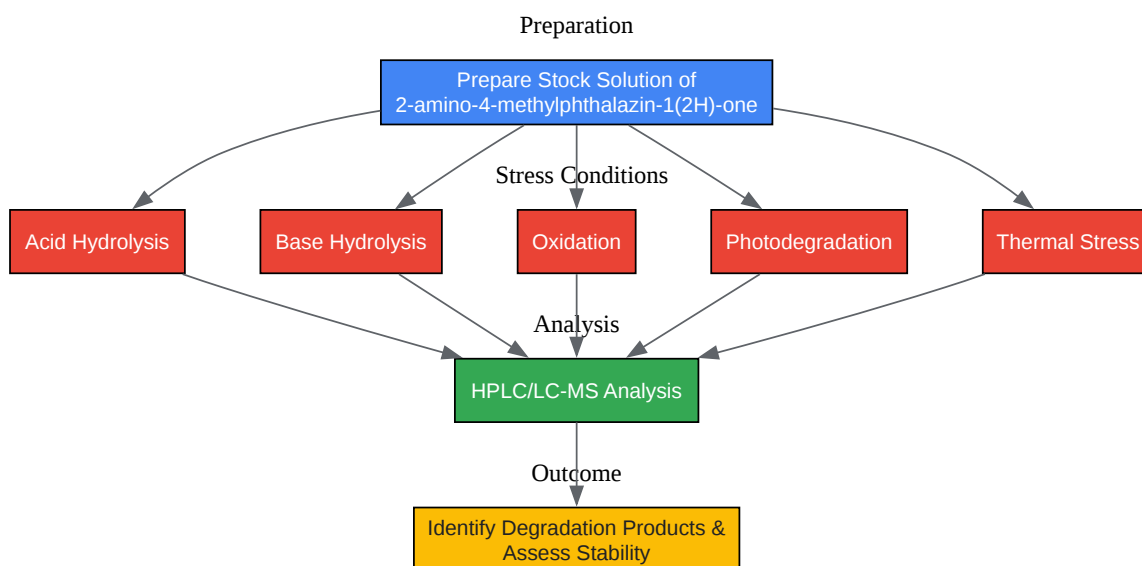 Preparation
Prepare Stock Solution of
2-amino-4-methylphthalazin-1(2H)-one
Stress Conditions
Acid Hydrolysis
Base Hydrolysis
Oxidation
Photodegradation
Thermal Stress
Analysis
HPLC/LC-MS Analysis
Outcome
Identify Degradation Products &
Assess Stability